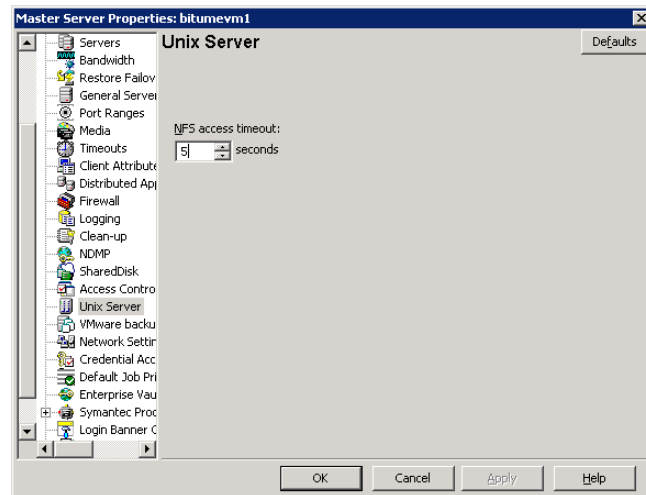 Master Server Properties: bitumevm1
Servers
Bandwidth
Restore Failov
General Server
Port Ranges
Media
Timeouts
Client Attribute
Distributed App
Firewall
Logging
Clean-up
NDMP
SharedDisk
Access Contro
Unix Server
VMware backu
Network Settin
Credential Acc
Default Job Pri
Enterprise Vau
Symantec Proc
Login Banner C
Unix Server
Defaults
NFS access timeout:
5 seconds
OK Cancel Apply Help